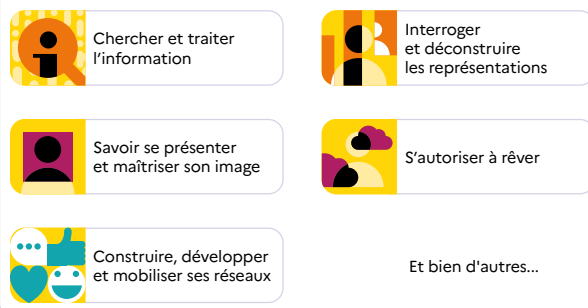 Chercher et traiter
l'information
Interroger
et déconstruire
les représentations
Savoir se présenter
et maîtriser son image
S'autoriser à rêver
Construire, développer
et mobiliser ses réseaux
Et bien d'autres...